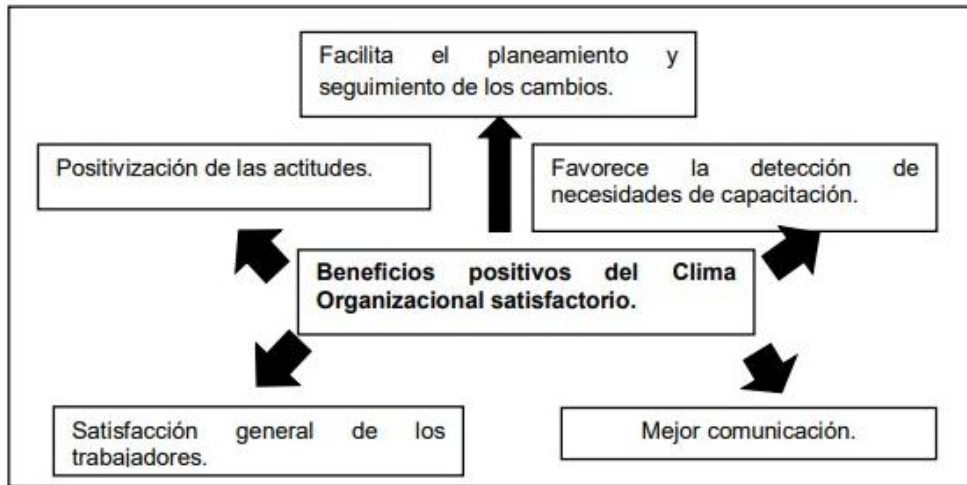 Facilita el planeamiento y
seguimiento de los cambios.
Positivización de las actitudes.
Favorece la detección de
necesidades de capacitación.
Beneficios positivos del Clima
Organizacional satisfactorio.
Satisfacción general de los
trabajadores.
Mejor comunicación.